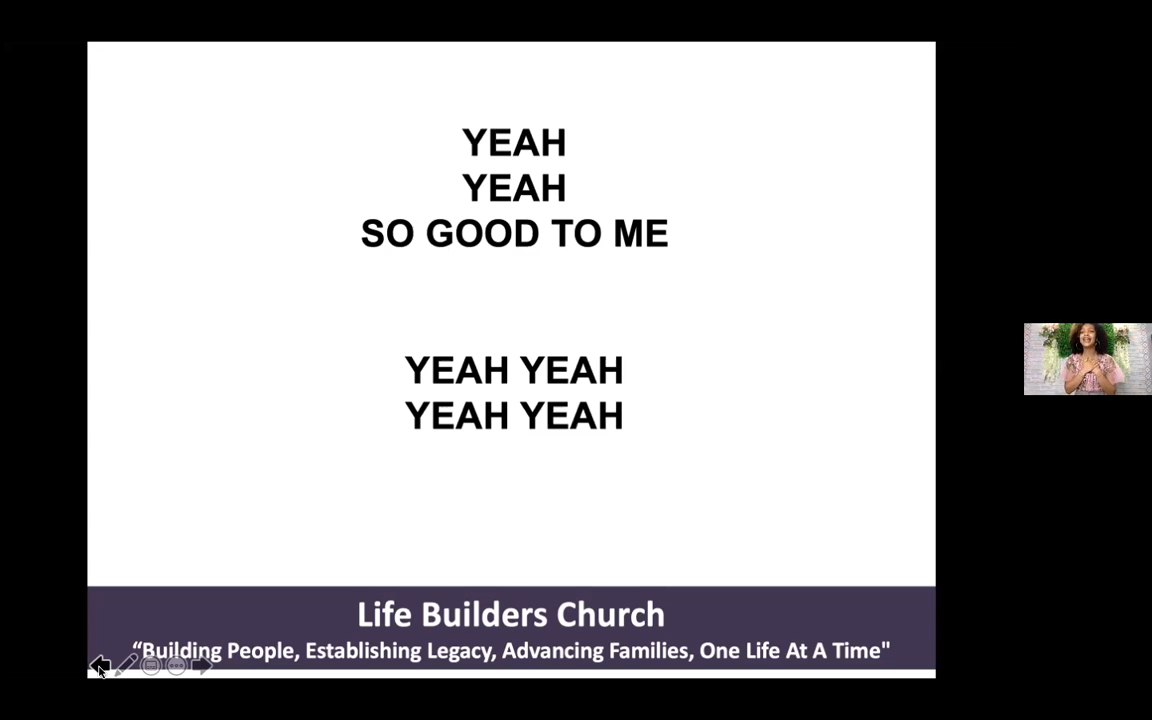 YEAH
YEAH
SO GOOD TO ME
YEAH YEAH
YEAH YEAH
Life Builders Church
“Building People, Establishing Legacy, Advancing Families, One Life At A Time"